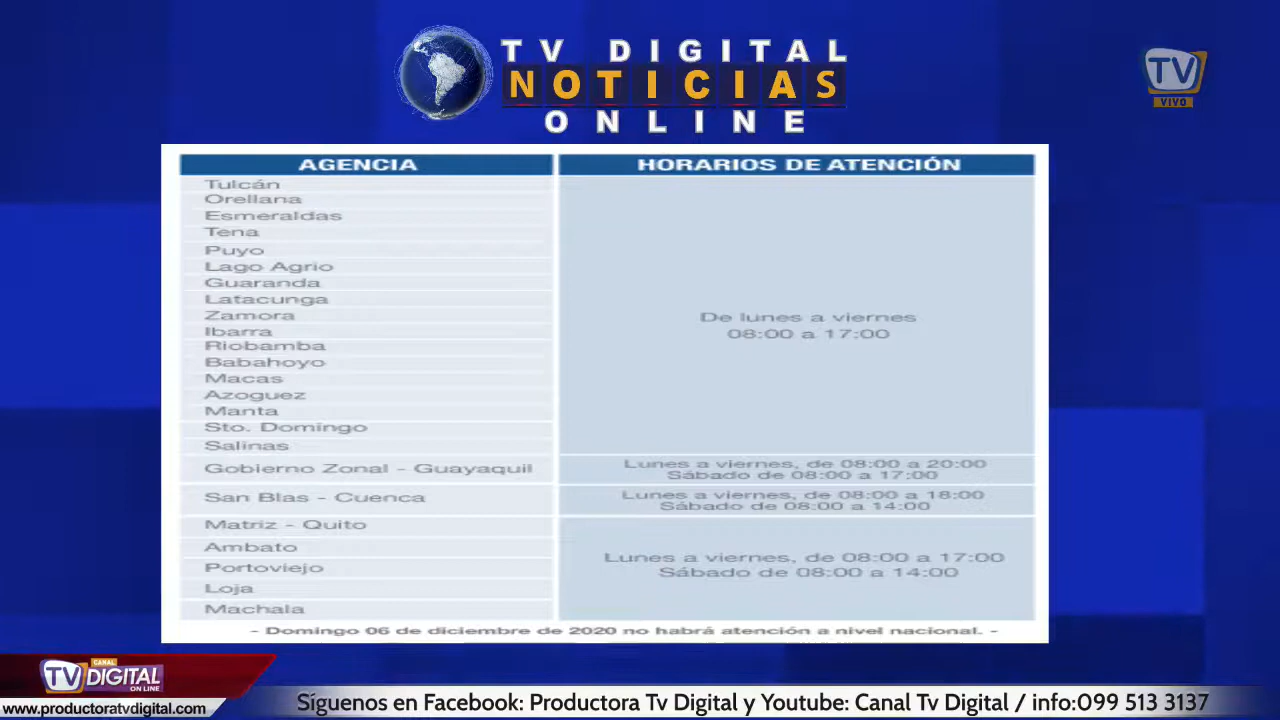 TV DIGITAL
NOTICIAS
ONLINE
TV
VIVO
AGENCIA
HORARIOS DE ATENCIÓN
Tulcán
Orellana
Esmeraldas
Tena
Puyo
Lago Agrio
Guaranda
Latacunga
Zamora
Ibarra
Riobamba
Babahoyo
Macas
Azoguez
Manta
Sto. Domingo
Salinas
De lunes a viernes
08:00 a 17:00
Gobierno Zonal - Guayaquil
Lunes a viernes, de 08:00 a 20:00
Sábado de 08:00 a 17:00
San Blas - Cuenca
Lunes a viernes, de 08:00 a 18:00
Sábado de 08:00 a 14:00
Matriz - Quito
Ambato
Portoviejo
Loja
Machala
Lunes a viernes, de 08:00 a 17:00
Sábado de 08:00 a 14:00
- Domingo 06 de diciembre de 2020 no habrá atención a nivel nacional. -
CANAL
TV DIGITAL
ON LINE
www.productoratvdigital.com
Síguenos en Facebook: Productora Tv Digital y Youtube: Canal Tv Digital / info:099 513 3137